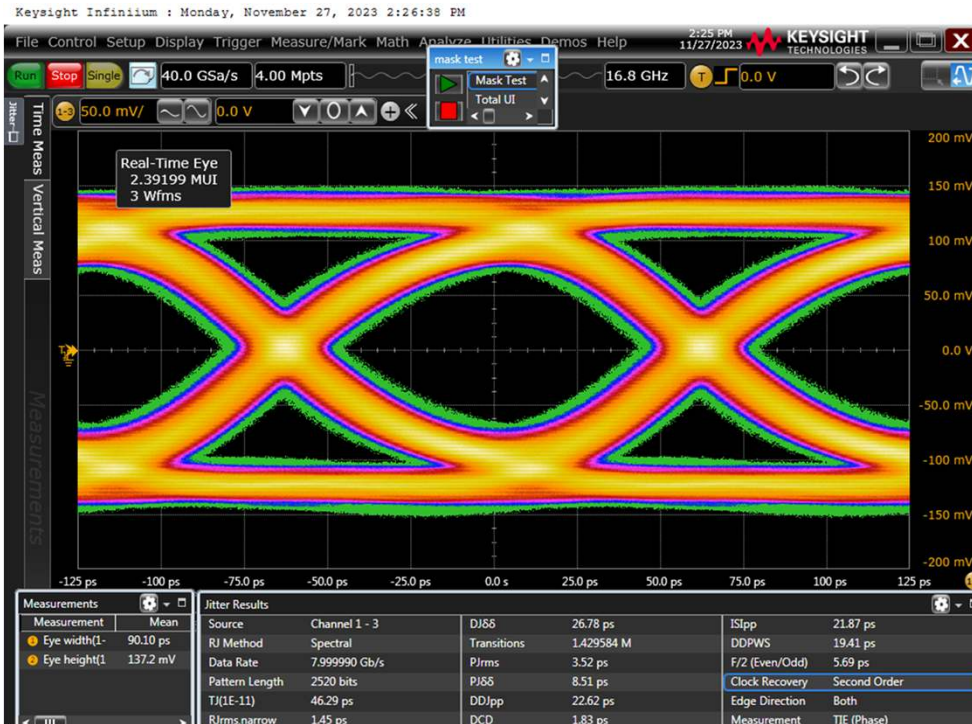 Keysight Infiniium : Monday, November 27, 2023 2:26:38 PM
File Control Setup Display Trigger Measure/Mark Math Analyze Utilities Demos Help
2:25 PM
11/27/2023
KEYSIGHT
TECHNOLOGIES
mask test
Mask Test
Total UI
Run Stop Single 40.0 GSa/s 4.00 Mpts 16.8 GHz T 0.0 V
1-3 50.0 mV/ 0.0 V
Jitter
Time Meas
Vertical Meas
Measurements
Real-Time Eye
2.39199 MUI
3 Wfms
200 mV
150 mV
100 mV
50.0 mV
0.0 V
-50.0 mV
-100 mV
-150 mV
-200 mV
-125 ps -100 ps -75.0 ps -50.0 ps -25.0 ps 0.0 s 25.0 ps 50.0 ps 75.0 ps 100 ps 125 ps
Measurements
Measurement Mean
1 Eye width(1- 90.10 ps
2 Eye height(1 137.2 mV
Jitter Results
Source Channel 1 - 3 DJδδ 26.78 ps ISIpp 21.87 ps
RJ Method Spectral Transitions 1.429584 M DDPWS 19.41 ps
Data Rate 7.999990 Gb/s PJrms 3.52 ps F/2 (Even/Odd) 5.69 ps
Pattern Length 2520 bits PJδδ 8.51 ps Clock Recovery Second Order
TJ(1E-11) 46.29 ps DDJpp 22.62 ps Edge Direction Both
RJrms narrow 1.45 ps DCD 1.83 ps Measurement TIE (Phase)